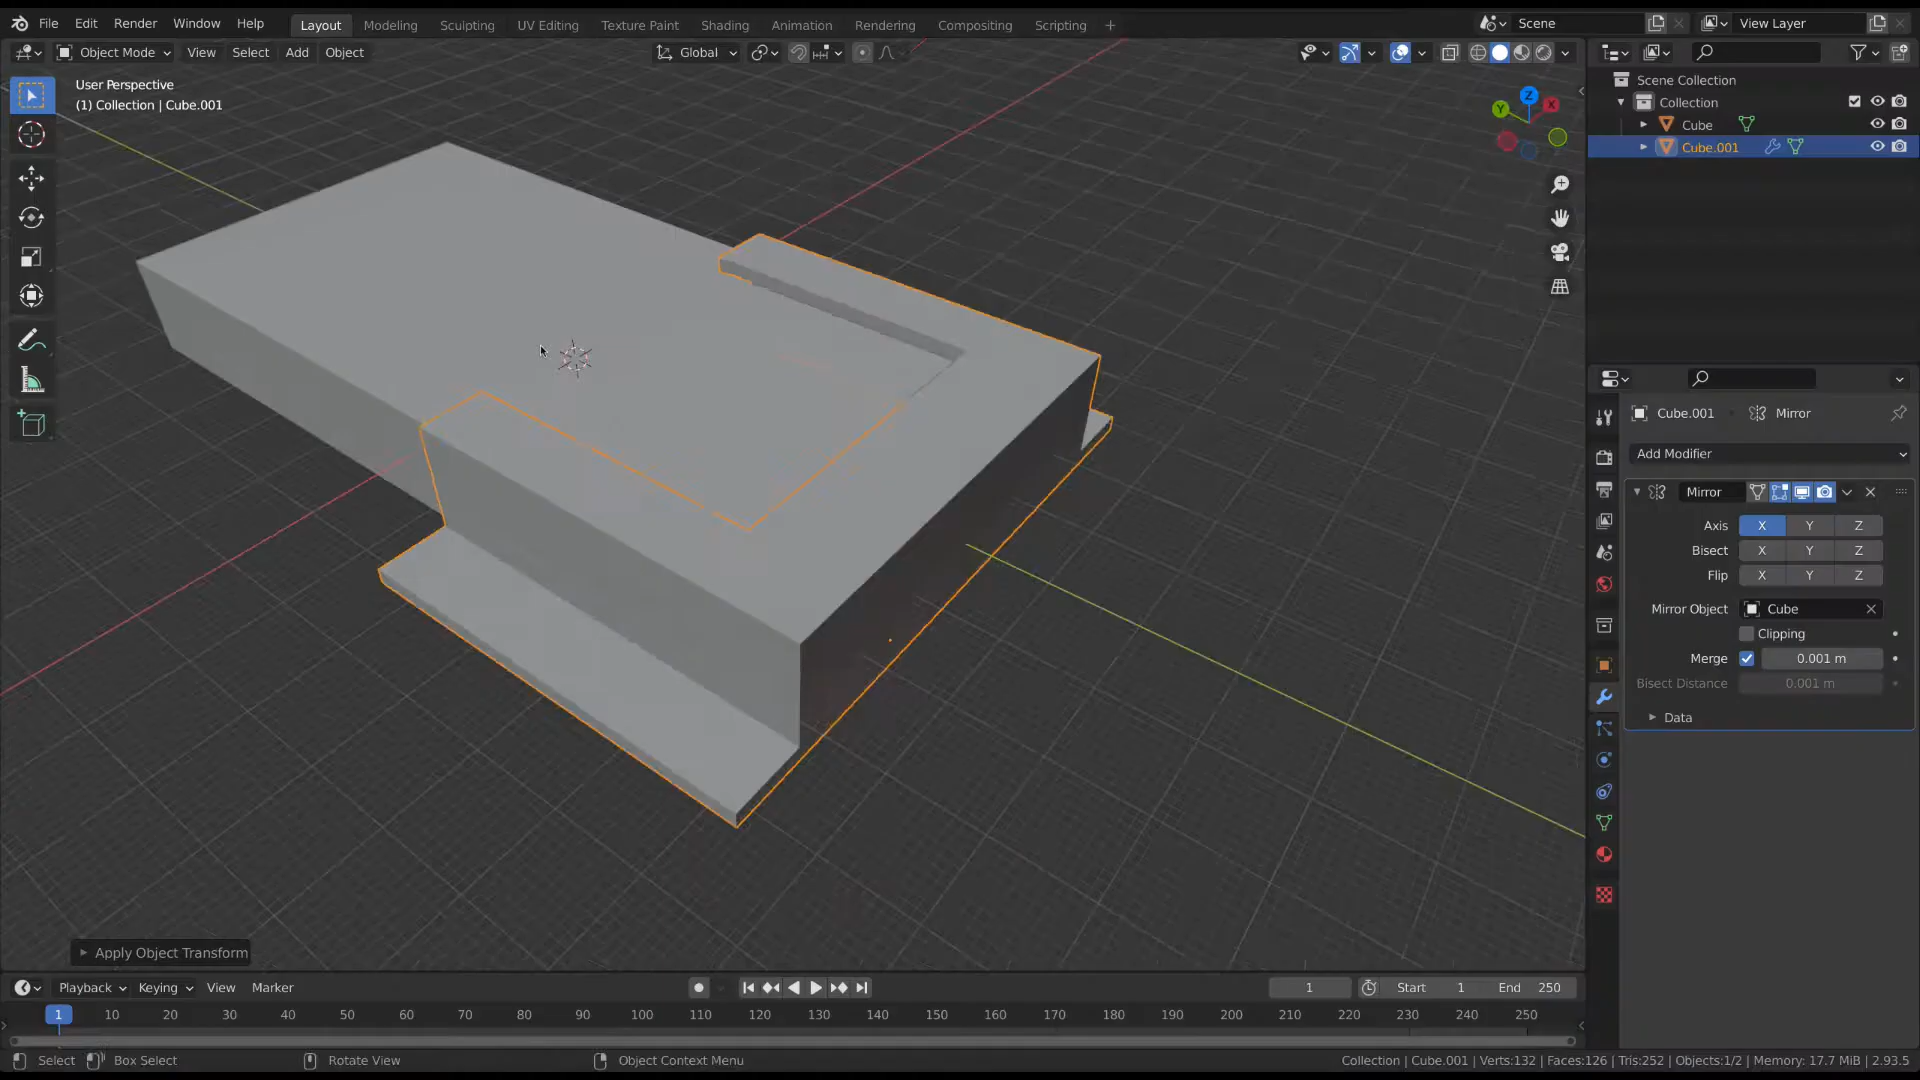 File Edit Render Window Help Layout Modeling Sculpting UV Editing Texture Paint Shading Animation Rendering Compositing Scripting + Scene View Layer
Object Mode View Select Add Object Global
User Perspective
(1) Collection | Cube.001
Z
Y
X
Scene Collection
Collection
Cube
Cube.001
Cube.001 Mirror
Add Modifier
Mirror
Axis X Y Z
Bisect X Y Z
Flip X Y Z
Mirror Object Cube
Clipping
Merge 0.001 m
Bisect Distance 0.001 m
Data
Apply Object Transform
Playback Keying View Marker 1 Start 1 End 250
1 10 20 30 40 50 60 70 80 90 100 110 120 130 140 150 160 170 180 190 200 210 220 230 240 250
Select Box Select Rotate View Object Context Menu Collection | Cube.001 | Verts:132 | Faces:126 | Tris:252 | Objects:1/2 | Memory: 17.7 MiB | 2.93.5